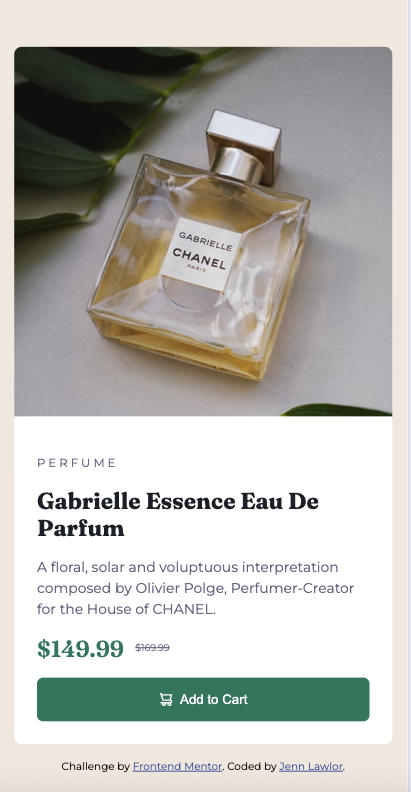 GABRIELLE
CHANEL
PARIS
PERFUME
Gabrielle Essence Eau De
Parfum
A floral, solar and voluptuous interpretation
composed by Olivier Polge, Perfumer-Creator
for the House of CHANEL.
$149.99 $169.99
Add to Cart
Challenge by Frontend Mentor. Coded by Jenn Lawlor.